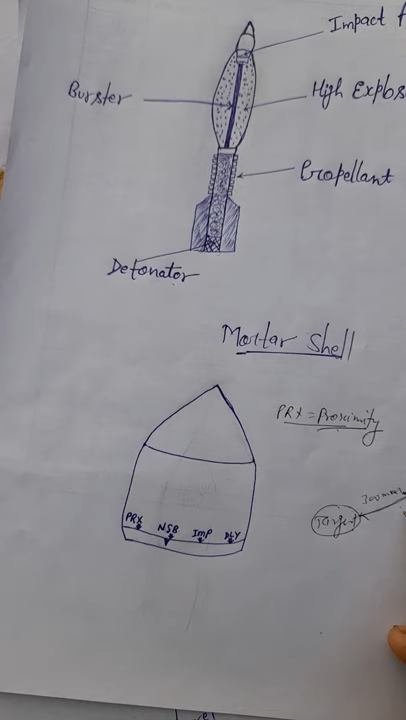 Impact f
Burster
High Explos
Propellant
Detonator
Mortar Shell
PRX = Proximity
PRX NSB IMP DLY
Target